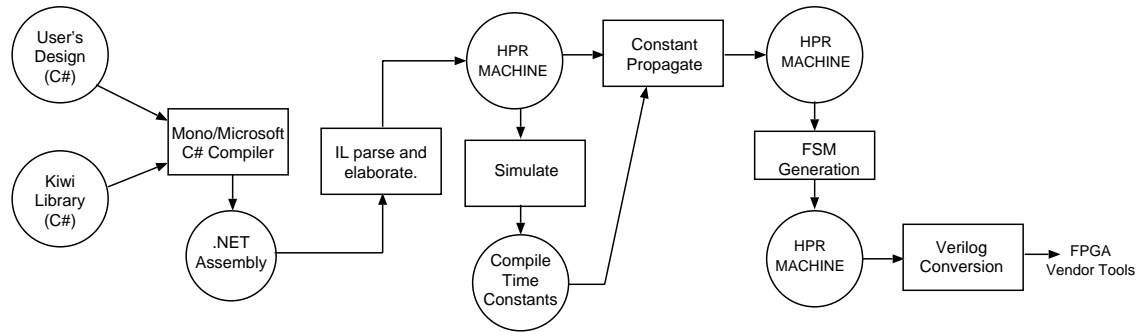 User's
Design
(C#)
Kiwi
Library
(C#)
Mono/Microsoft
C# Compiler
.NET
Assembly
IL parse and
elaborate.
HPR
MACHINE
Simulate
Compile
Time
Constants
Constant
Propagate
HPR
MACHINE
FSM
Generation
HPR
MACHINE
Verilog
Conversion
FPGA
Vendor Tools